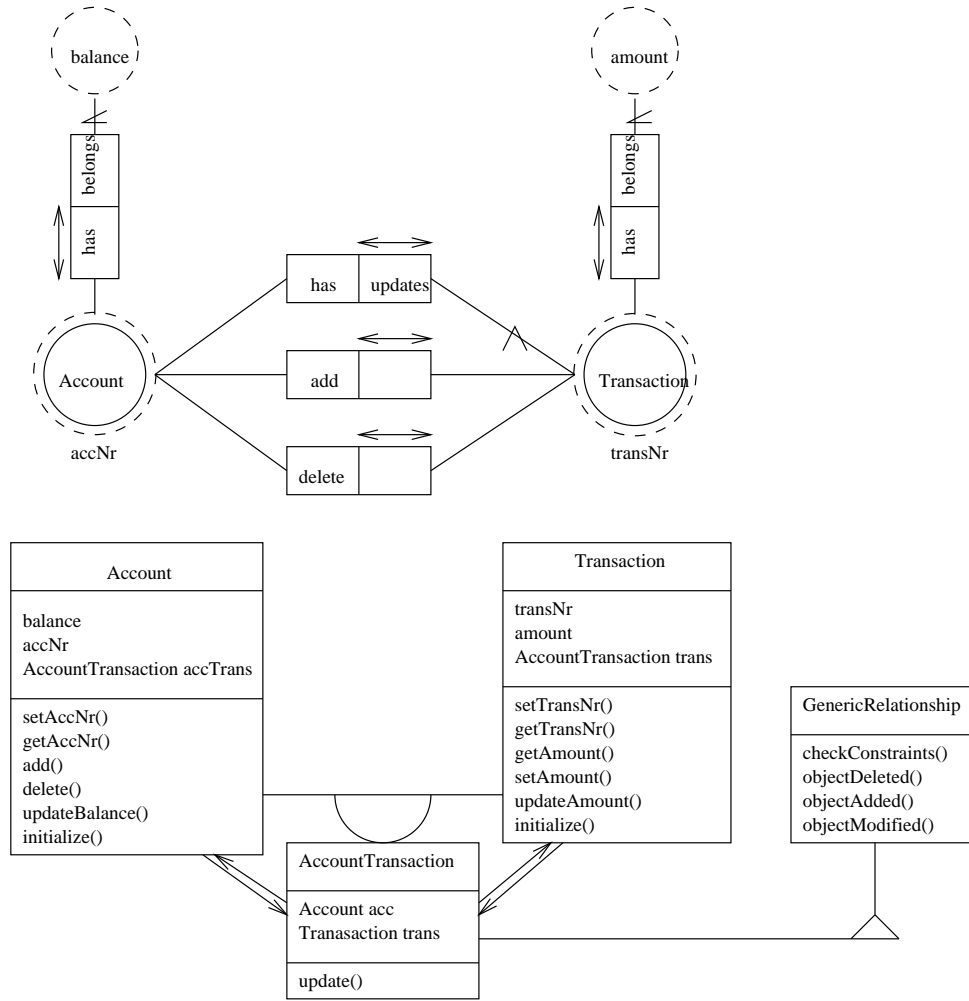 balance
amount
belongs
has
belongs
has
has
updates
Account
add
Transaction
accNr
delete
transNr
Account
balance
accNr
AccountTransaction accTrans
setAccNr()
getAccNr()
add()
delete()
updateBalance()
initialize()
Transaction
transNr
amount
AccountTransaction trans
setTransNr()
getTransNr()
getAmount()
setAmount()
updateAmount()
initialize()
GenericRelationship
checkConstraints()
objectDeleted()
objectAdded()
objectModified()
AccountTransaction
Account acc
Tranasaction trans
update()